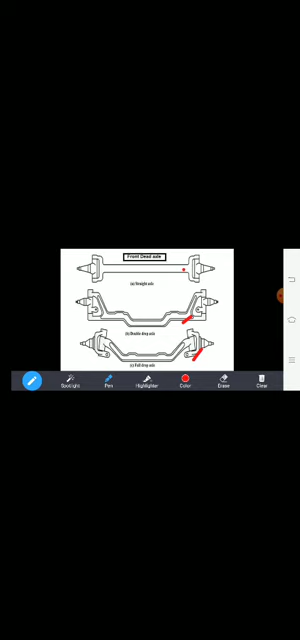 Front Dead axle
(a) Straight axle
(b) Double drop axle
(c) Full drop axle
Spotlight
Pen
Highlighter
Color
Erase
Clear